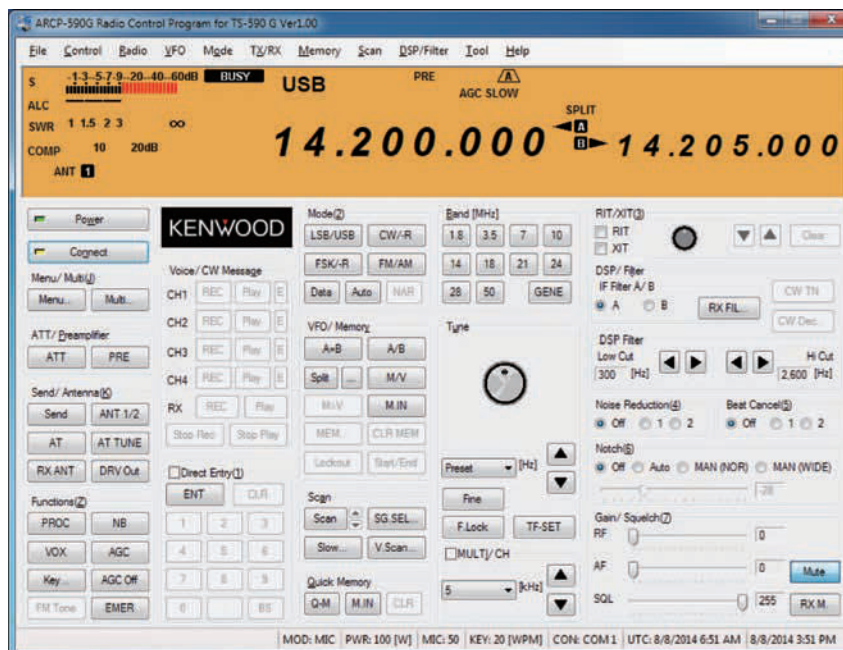 ARCP-590G Radio Control Program for TS-590 G Ver1.00
File Control Radio VFO Mode TX/RX Memory Scan DSP/Filter Tool Help
S -1-3--5-7-9--20--40--60dB BUSY USB PRE A
AGC SLOW
ALC
SWR 1 1.5 2 3 ∞
COMP 10 20dB
ANT 1
SPLIT
14.200.000 A
B 14.205.000
Power
Connect
Menu/ Multi(J)
Menu... Multi...
ATT/ Preamplifier
ATT PRE
Send/ Antenna(K)
Send ANT 1/2
AT AT TUNE
RX ANT DRV Out
Functions(Z)
PROC NB
VOX AGC
Key... AGC Off
FM Tone EMER
KENWOOD
Voice/ CW Message
CH1 REC Play E
CH2 REC Play E
CH3 REC Play E
CH4 REC Play E
RX REC Play
Stop Rec Stop Play
Direct Entry(1)
ENT CLR
1 2 3
4 5 6
7 8 9
0 BS
Mode(2)
LSB/USB CW/-R
FSK/-R FM/AM
Data Auto NAR
VFO/ Memory
A=B A/B
Split ... M/V
M>V M.IN
MEM... CLR MEM
Lockout Start/End
Scan
Scan SG.SEL...
Slow... V.Scan...
Quick Memory
Q-M M.IN CLR
Band [MHz]
1.8 3.5 7 10
14 18 21 24
28 50 GENE
Tune
Preset [Hz]
Fine
F.Lock TF-SET
MULTI/ CH
5 [kHz]
RIT/XIT(3)
RIT
XIT
Clear
DSP/ Filter
IF Filter A/ B
A B RX FIL...
CW TN
CW Dec...
DSP Filter
Low Cut Hi Cut
300 [Hz] 2,600 [Hz]
Noise Reduction(4) Beat Cancel(5)
Off 1 2 Off 1 2
Notch(6)
Off Auto MAN (NOR) MAN (WIDE)
Gain/ Squelch(7)
RF 0
AF 0 Mute
SQL 255 RX M.
MOD: MIC PWR: 100 [W] MIC: 50 KEY: 20 [WPM] CON: COM 1 UTC: 8/8/2014 6:51 AM 8/8/2014 3:51 PM